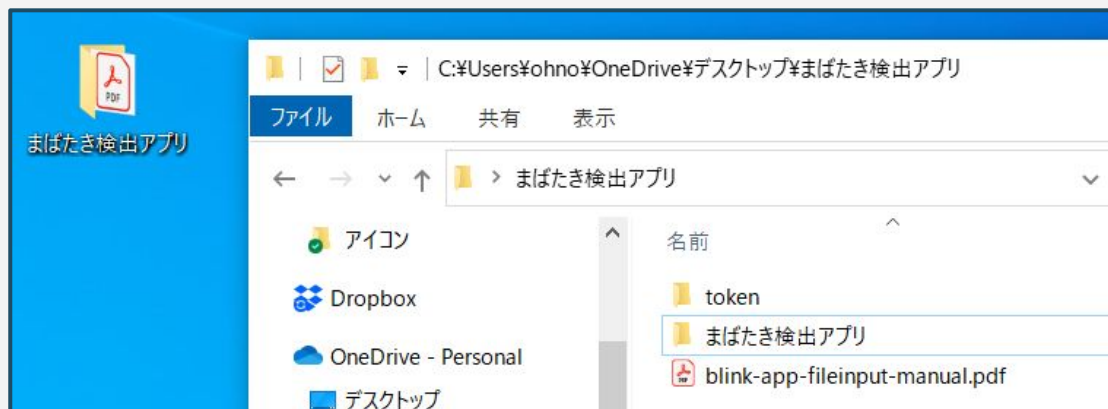 PDF
まばたき検出アプリ
C:¥Users¥ohno¥OneDrive¥デスクトップ¥まばたき検出アプリ
ファイル ホーム 共有 表示
まばたき検出アプリ
アイコン
Dropbox
OneDrive - Personal
デスクトップ
名前
token
まばたき検出アプリ
PDF
blink-app-fileinput-manual.pdf